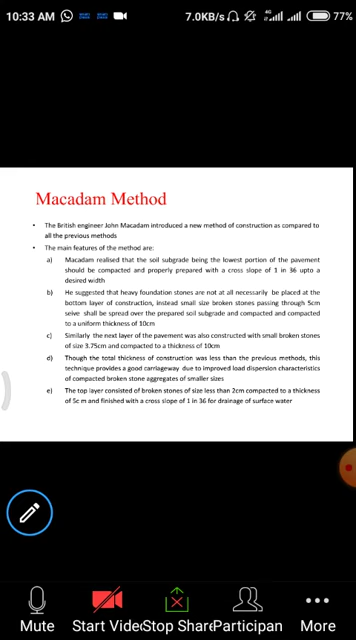 10:33 AM 7.0KB/s 4G 77%
Macadam Method
• The British engineer John Macadam introduced a new method of construction as compared to
all the previous methods
• The main features of the method are:
a) Macadam realised that the soil subgrade being the lowest portion of the pavement
should be compacted and properly prepared with a cross slope of 1 in 36 upto a
desired width
b) He suggested that heavy foundation stones are not at all necessarily be placed at the
bottom layer of construction, instead small size broken stones passing through 5cm
seive shall be spread over the prepared soil subgrade and compacted and compacted
to a uniform thickness of 10cm
c) Similarly the next layer of the pavement was also constructed with small broken stones
of size 3.75cm and compacted to a thickness of 10cm
d) Though the total thickness of construction was less than the previous methods, this
technique provides a good carriageway due to improved load dispersion characteristics
of compacted broken stone aggregates of smaller sizes
e) The top layer consisted of broken stones of size less than 2cm compacted to a thickness
of 5c m and finished with a cross slope of 1 in 36 for drainage of surface water
Mute Start Vide Stop Share Participan More